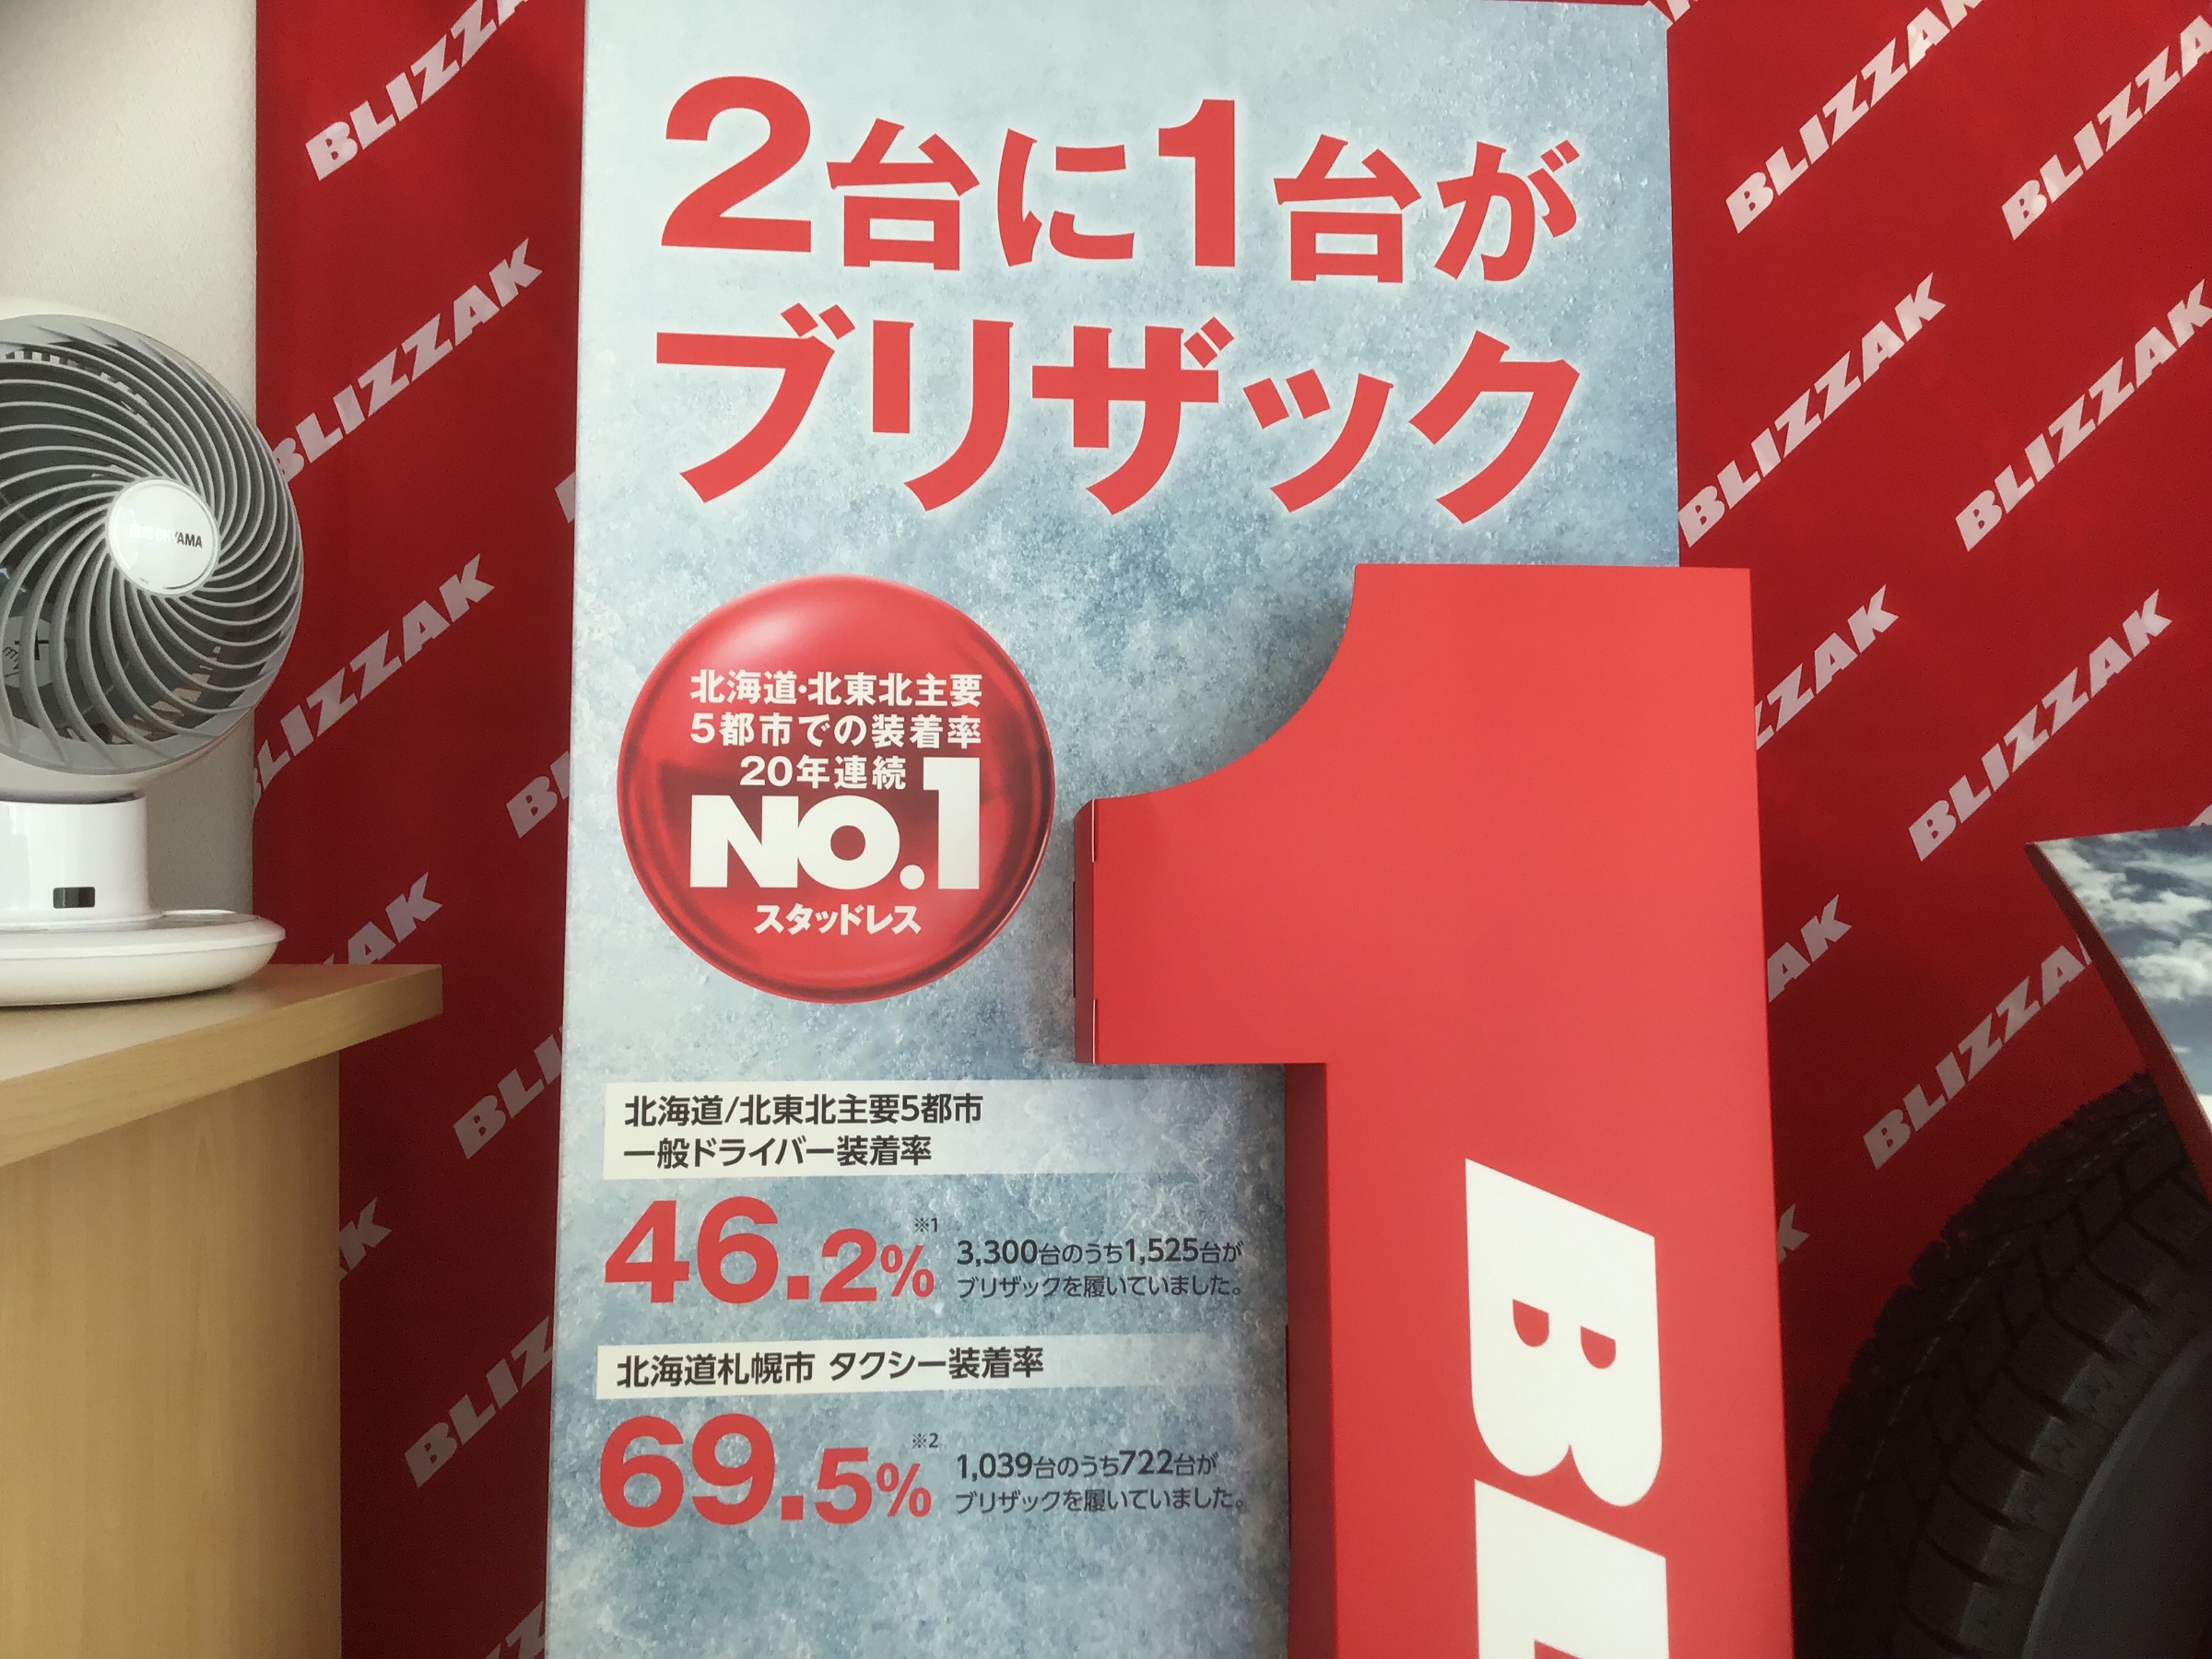 2台に1台が
ブリザック
北海道・北東北主要
5都市での装着率
20年連続
NO.1
スタッドレス
北海道/北東北主要5都市
一般ドライバー装着率
46.2%※1
3,300台のうち1,525台が
ブリザックを履いていました。
北海道札幌市 タクシー装着率
69.5%※2
1,039台のうち722台が
ブリザックを履いていました。
BLIZZAK
BLIZZAK
BLIZZAK
BLIZZAK
BLIZZAK
BLIZZAK
BLIZZAK
BLIZZAK
BLIZZAK